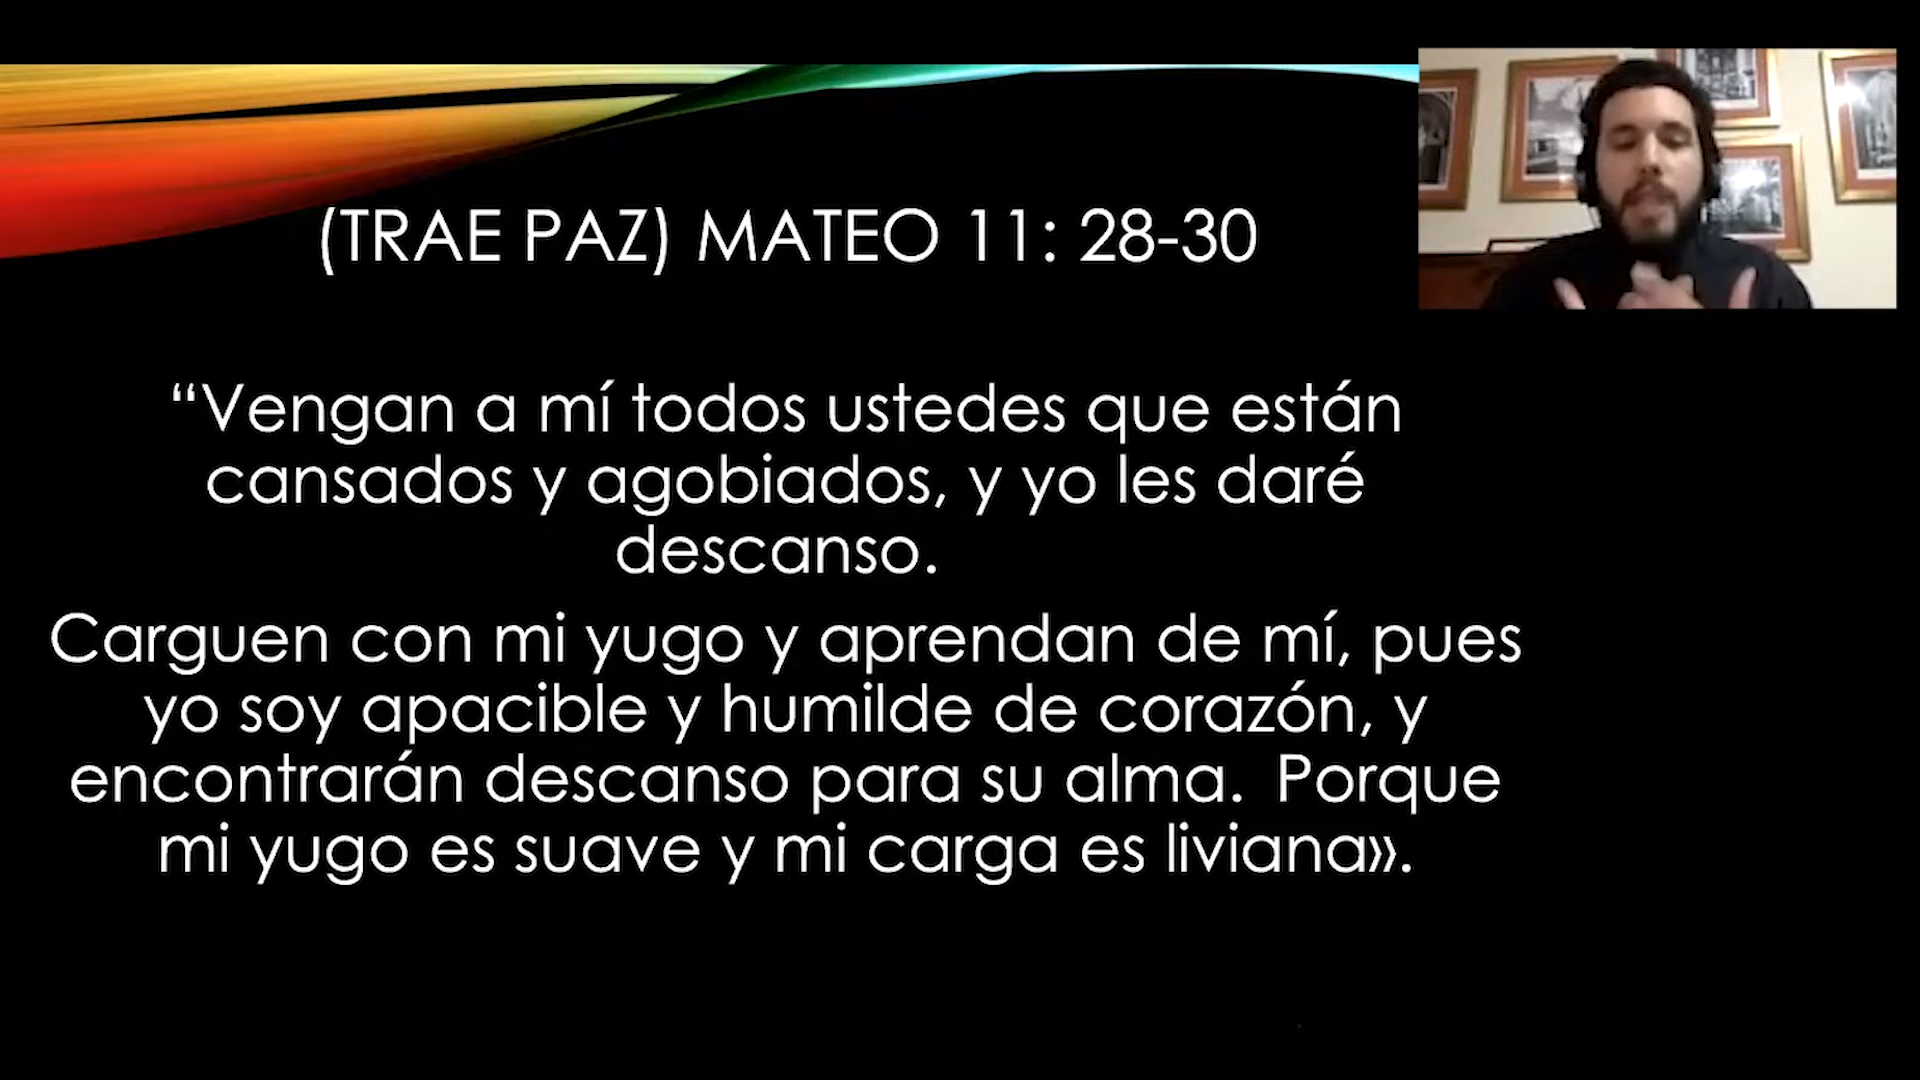 (TRAE PAZ) MATEO 11: 28-30
“Vengan a mí todos ustedes que están
cansados y agobiados, y yo les daré
descanso.
Carguen con mi yugo y aprendan de mí, pues
yo soy apacible y humilde de corazón, y
encontrarán descanso para su alma.  Porque
mi yugo es suave y mi carga es liviana».